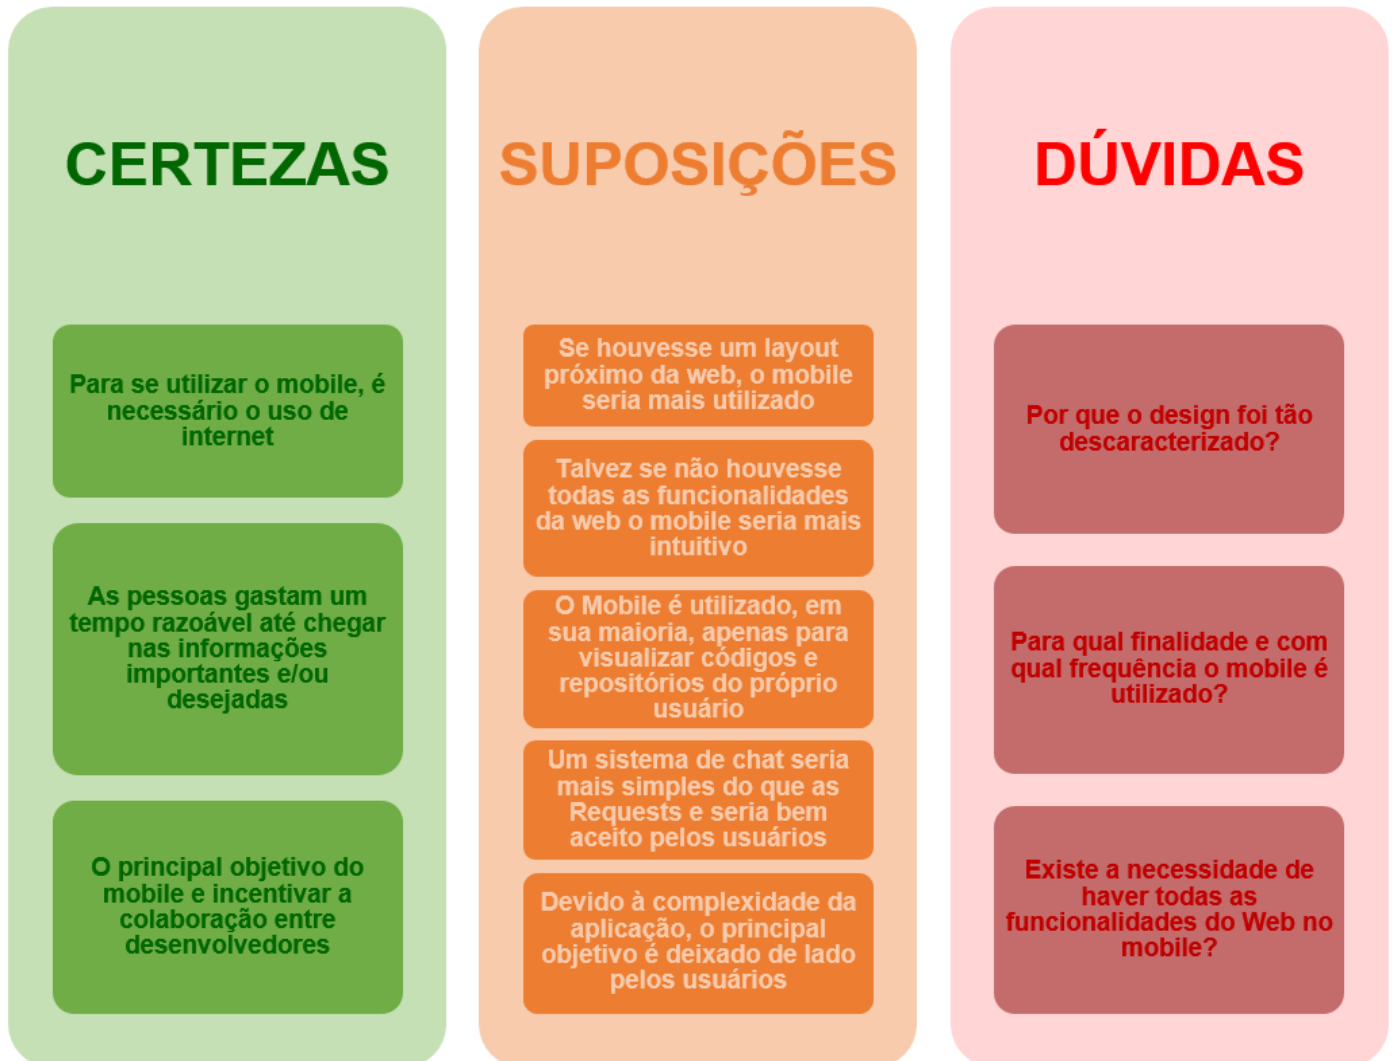 CERTEZAS
Para se utilizar o mobile, é
necessário o uso de
internet
As pessoas gastam um
tempo razoável até chegar
nas informações
importantes e/ou
desejadas
O principal objetivo do
mobile e incentivar a
colaboração entre
desenvolvedores
SUPOSIÇÕES
Se houvesse um layout
próximo da web, o mobile
seria mais utilizado
Talvez se não houvesse
todas as funcionalidades
da web o mobile seria mais
intuitivo
O Mobile é utilizado, em
sua maioria, apenas para
visualizar códigos e
repositórios do próprio
usuário
Um sistema de chat seria
mais simples do que as
Requests e seria bem
aceito pelos usuários
Devido à complexidade da
aplicação, o principal
objetivo é deixado de lado
pelos usuários
DÚVIDAS
Por que o design foi tão
descaracterizado?
Para qual finalidade e com
qual frequência o mobile é
utilizado?
Existe a necessidade de
haver todas as
funcionalidades do Web no
mobile?